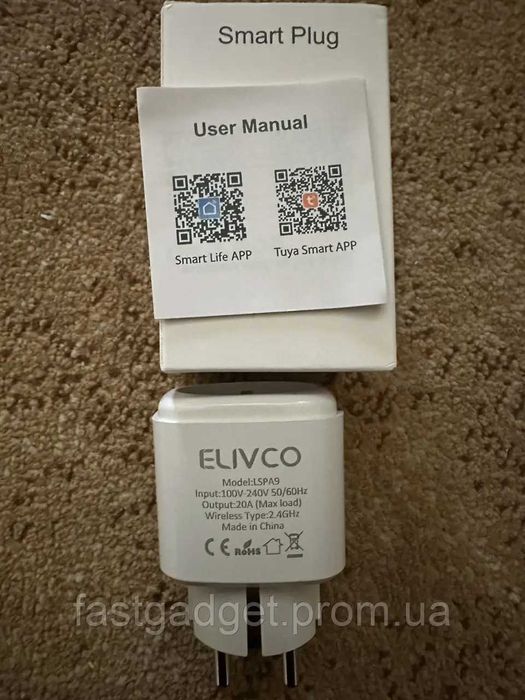 Smart Plug
User Manual
Smart Life APP
Tuya Smart APP
ELIVCO
Model:LSPA9
Input:100V-240V 50/60Hz
Output:20A (Max load)
Wireless Type:2.4GHz
Made in China
CE RoHS
fastgadget.prom.ua